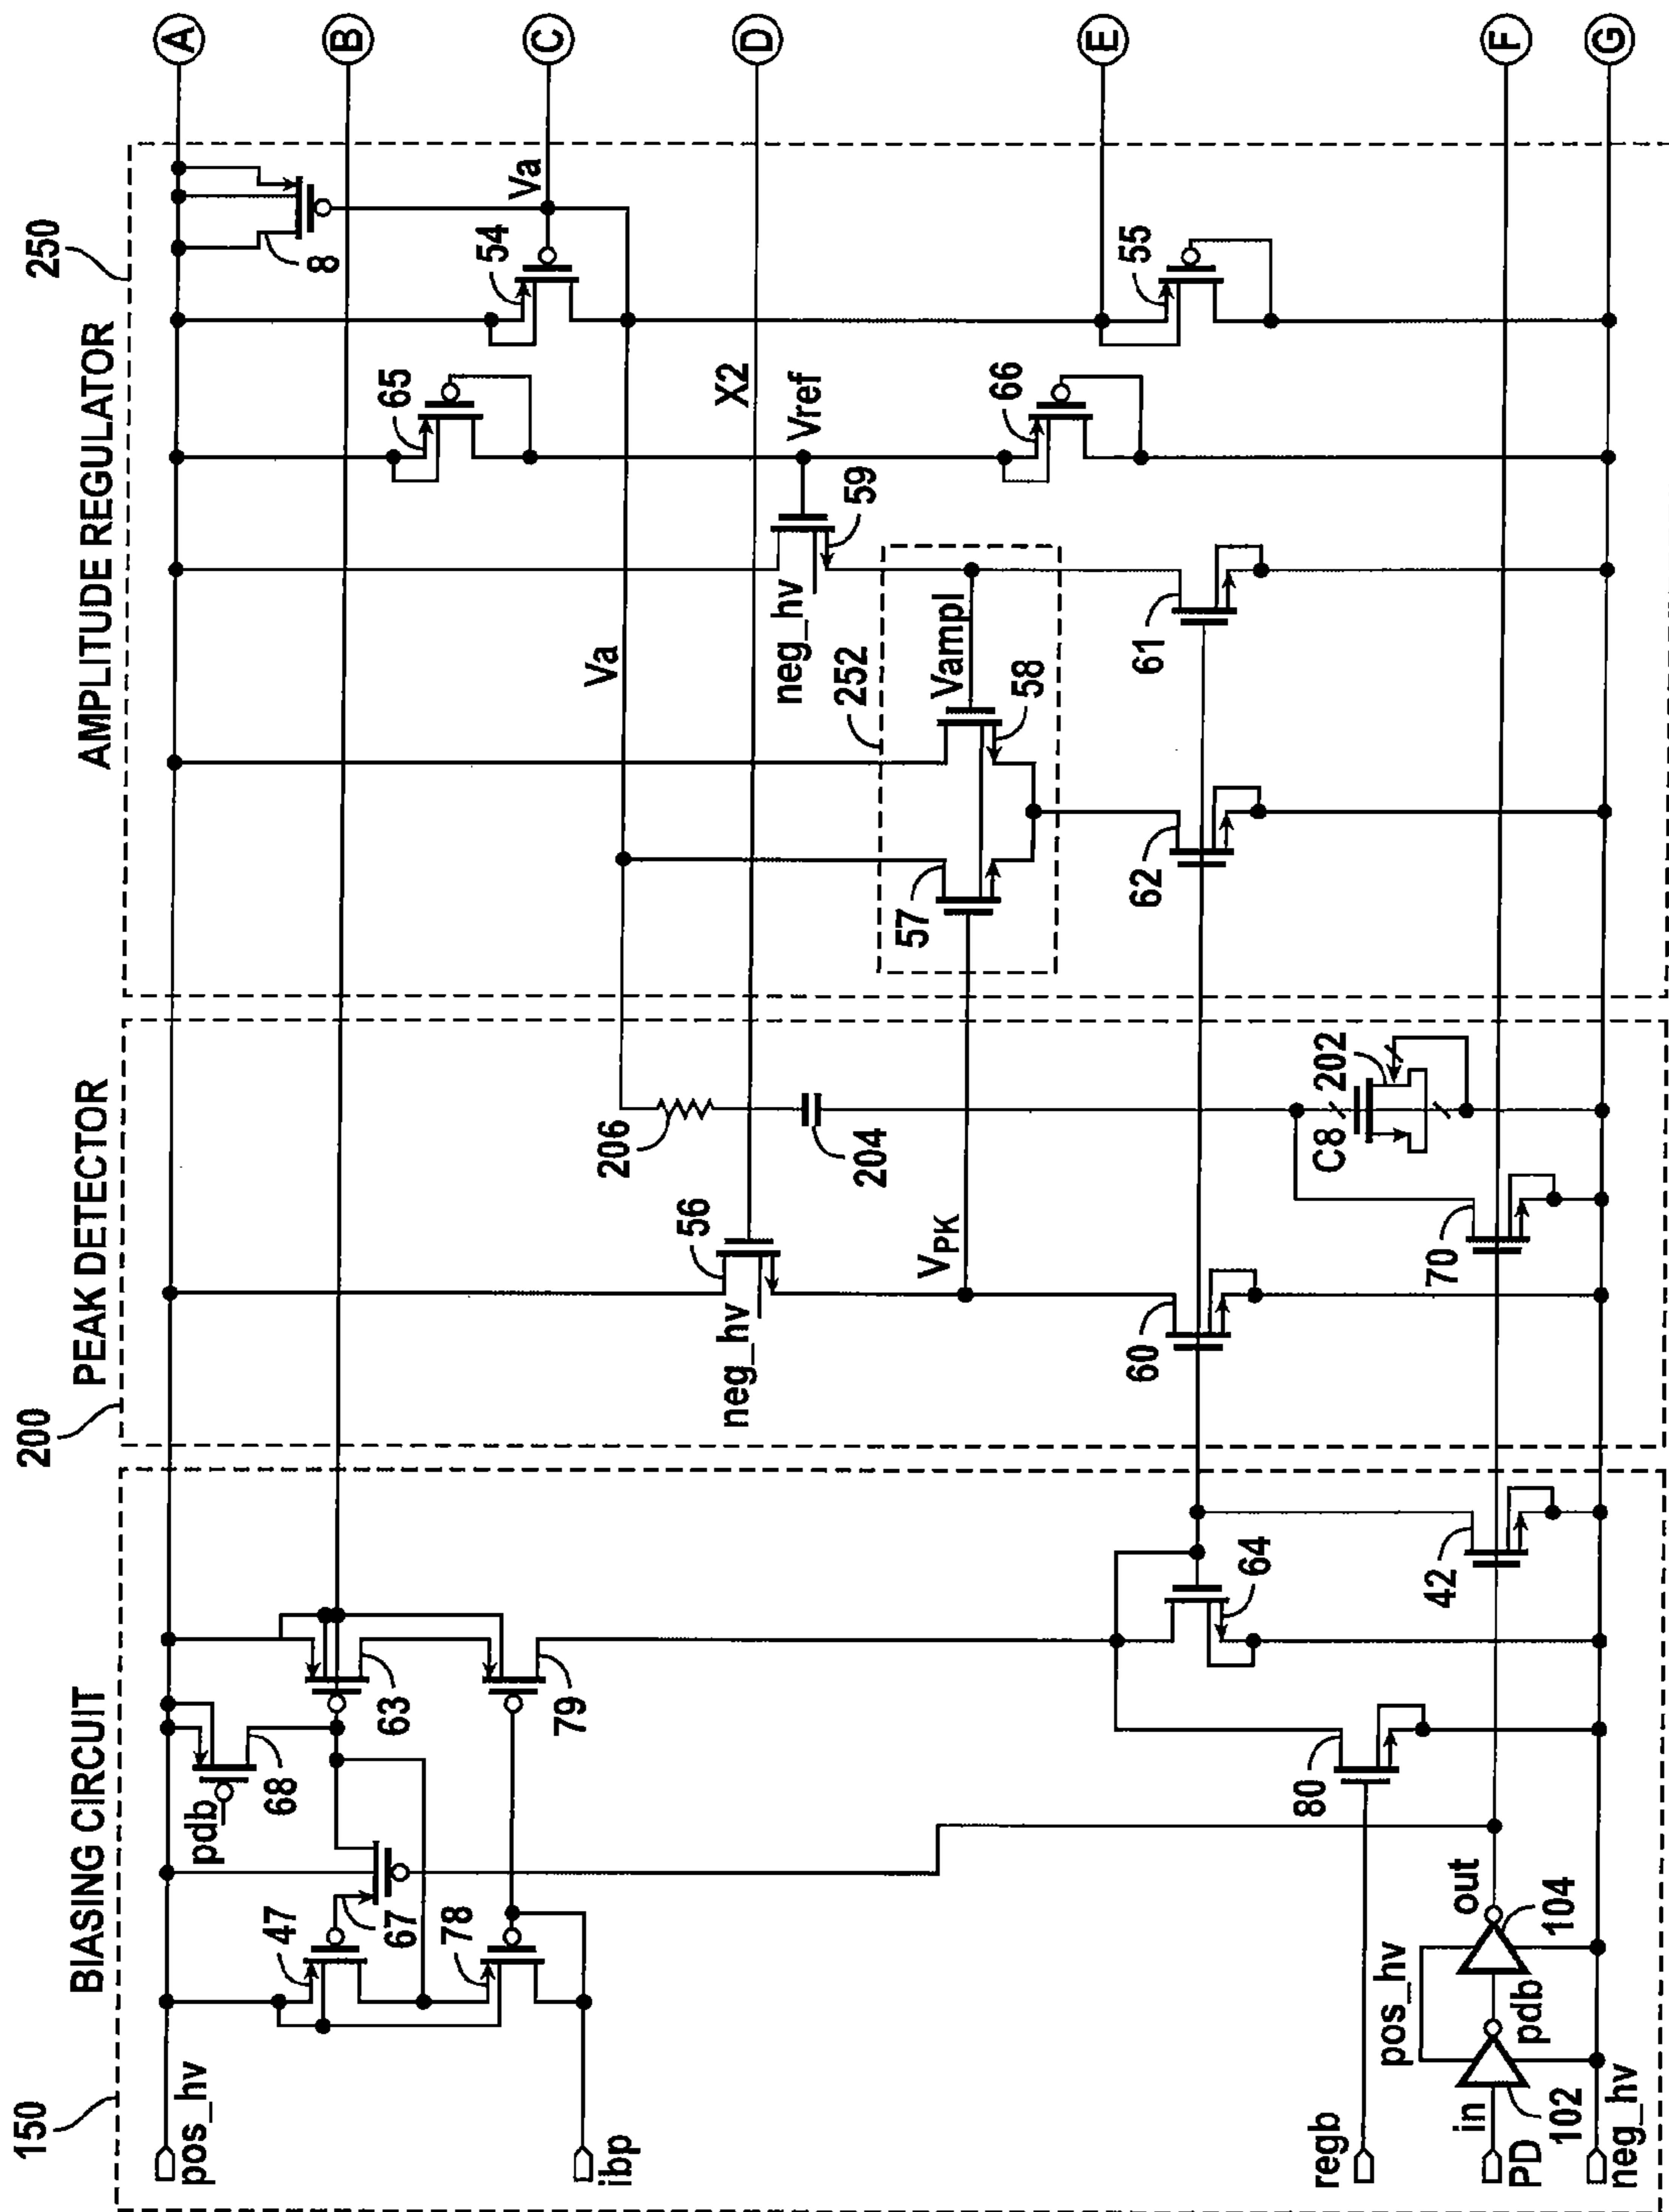 150
BIASING CIRCUIT
pos_hv
ibp
regb
in
PD
neg_hv
102
pos_hv
pdb
out
104
47
67
78
pdb
68
63
79
80
64
42
200
PEAK DETECTOR
neg_hv
56
VPK
60
206
204
70
C8
202
250
AMPLITUDE REGULATOR
Va
252
57
Vampl
58
62
neg_hv
59
61
X2
Vref
65
66
8
54
Va
55
A
B
C
D
E
F
G